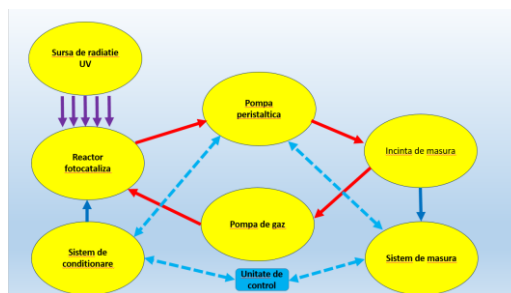 Sursa de radiatie
UV
Pompa
peristaltica
Reactor
fotocataliza
Incinta de masura
Pompa de gaz
Sistem de
conditionare
Unitate de
control
Sistem de masura